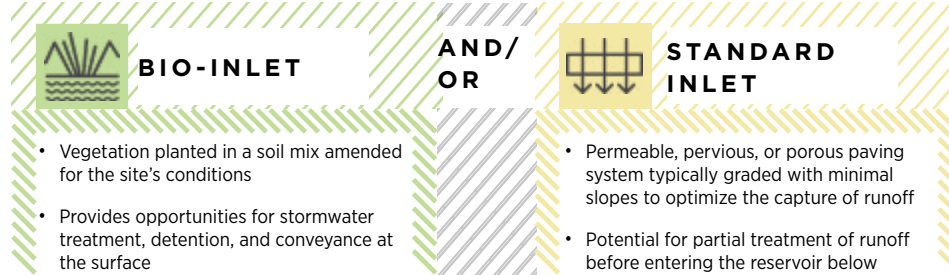 BIO-INLET
AND/
OR
STANDARD
INLET
• Vegetation planted in a soil mix amended
for the site's conditions
• Provides opportunities for stormwater
treatment, detention, and conveyance at
the surface
• Permeable, pervious, or porous paving
system typically graded with minimal
slopes to optimize the capture of runoff
• Potential for partial treatment of runoff
before entering the reservoir below